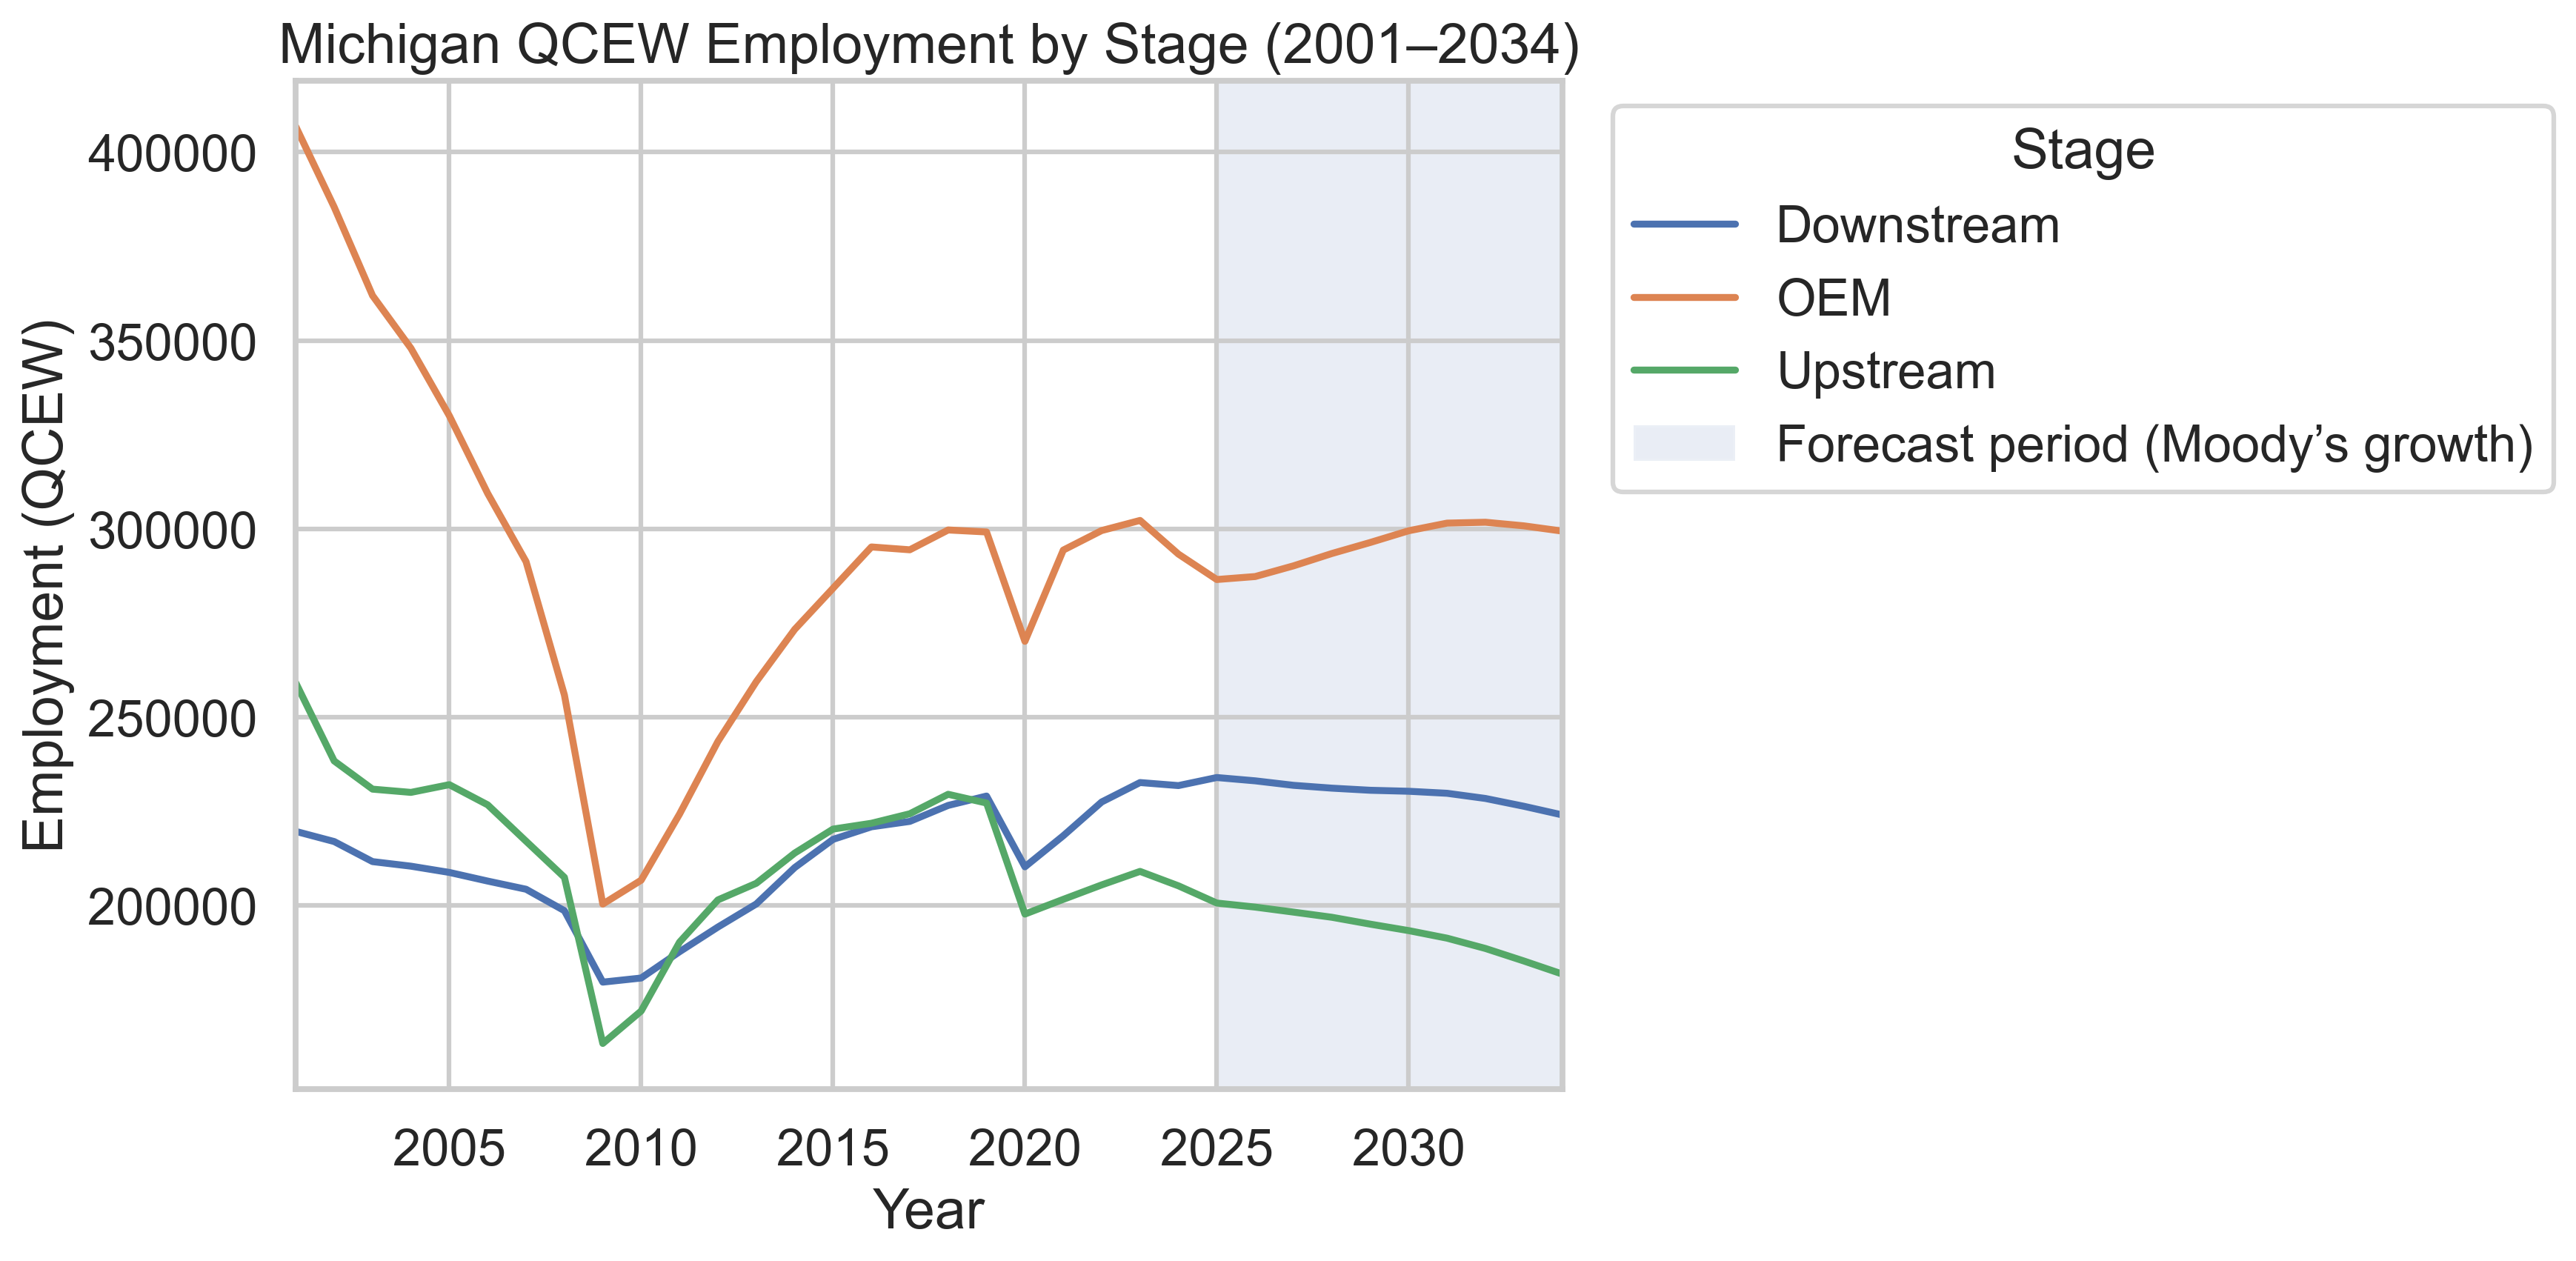 Michigan QCEW Employment by Stage (2001–2034)
Employment (QCEW)
400000
350000
300000
250000
200000
2005
2010
2015
2020
2025
2030
Year
Stage
Downstream
OEM
Upstream
Forecast period (Moody’s growth)